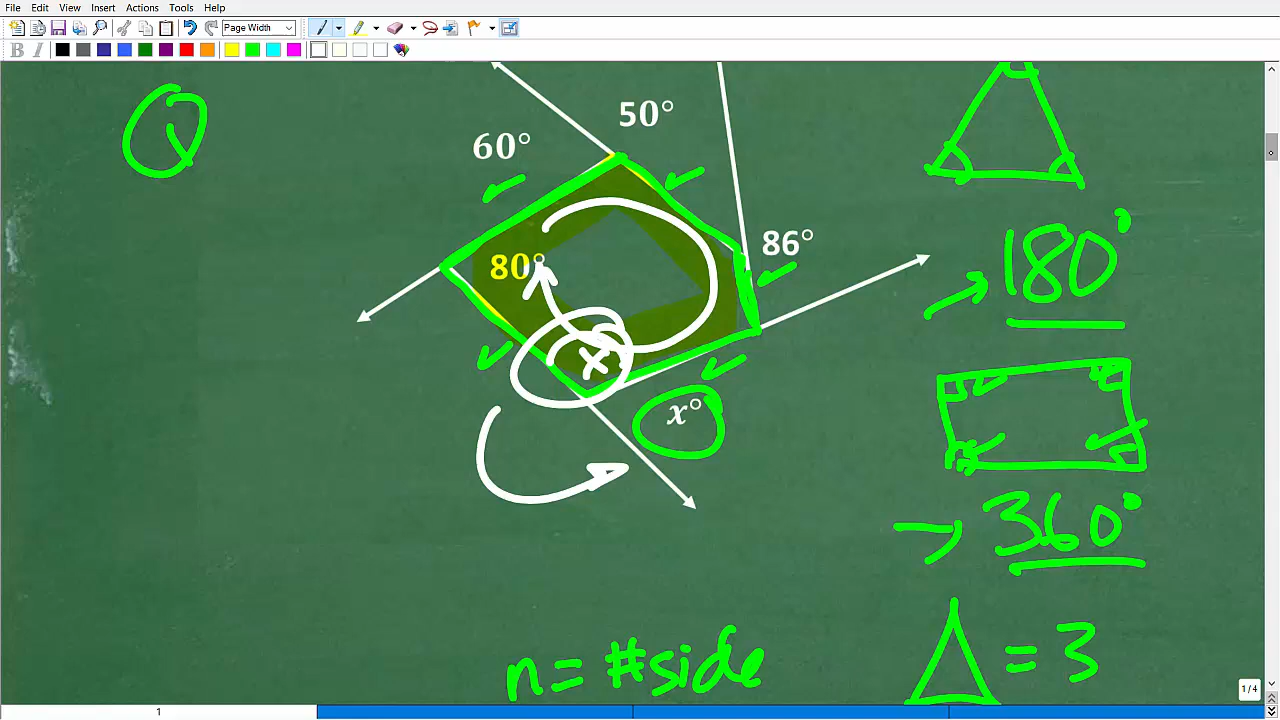 File Edit View Insert Actions Tools Help
Page Width
B I
50°
60°
86°
80°
180°
x
x°
360°
n = #side
= 3
1/4
1